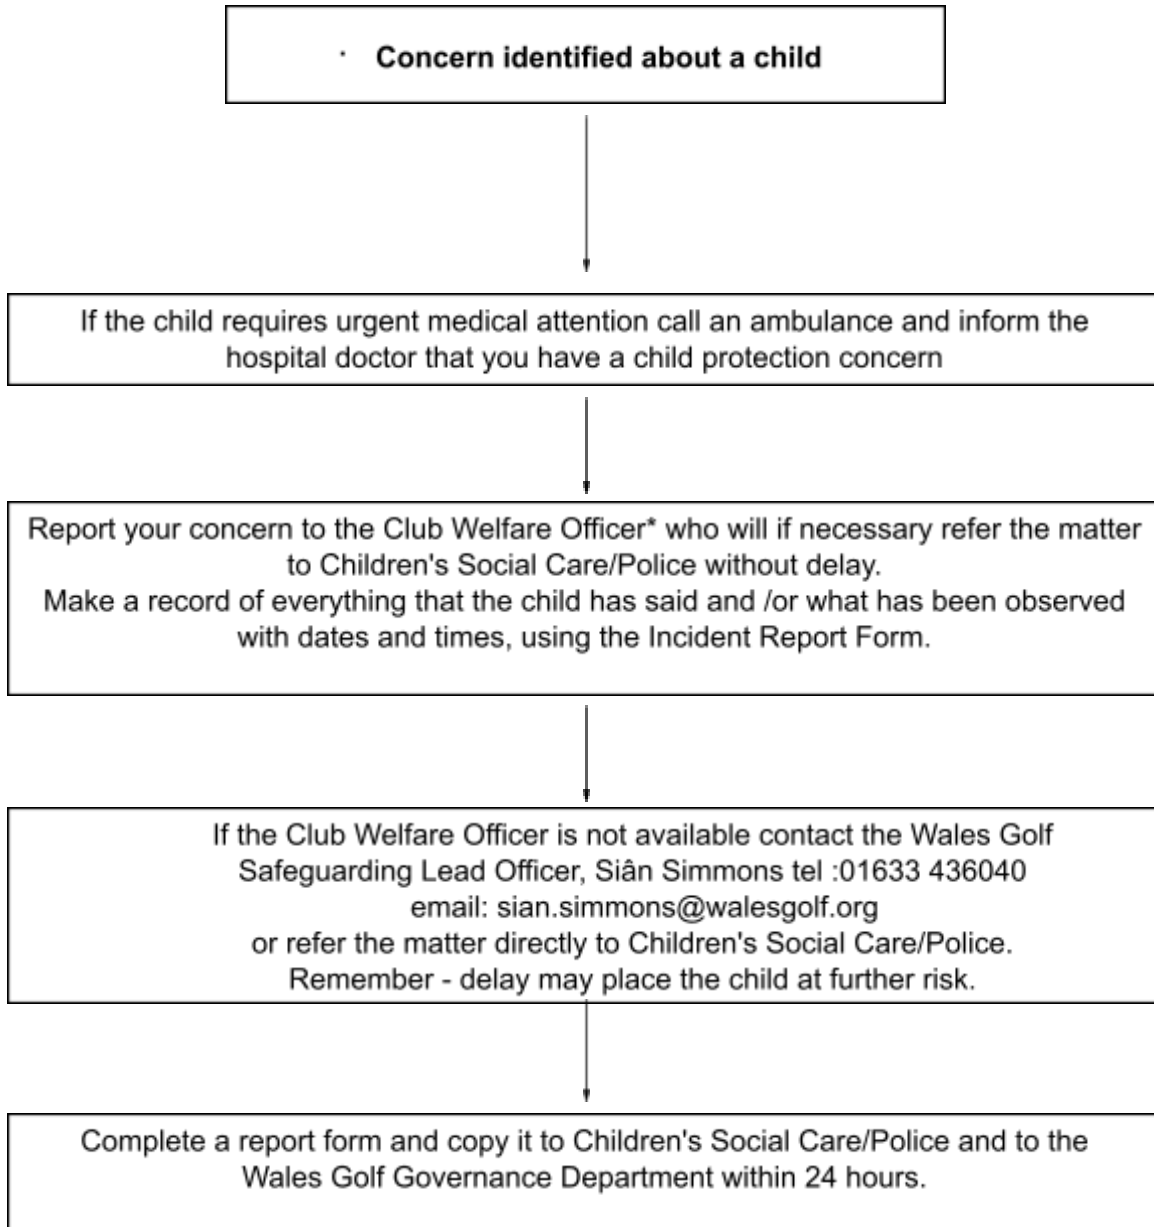 · Concern identified about a child
If the child requires urgent medical attention call an ambulance and inform the
hospital doctor that you have a child protection concern
Report your concern to the Club Welfare Officer* who will if necessary refer the matter
to Children's Social Care/Police without delay.
Make a record of everything that the child has said and /or what has been observed
with dates and times, using the Incident Report Form.
If the Club Welfare Officer is not available contact the Wales Golf
Safeguarding Lead Officer, Siân Simmons tel :01633 436040
email: sian.simmons@walesgolf.org
or refer the matter directly to Children's Social Care/Police.
Remember - delay may place the child at further risk.
Complete a report form and copy it to Children's Social Care/Police and to the
Wales Golf Governance Department within 24 hours.